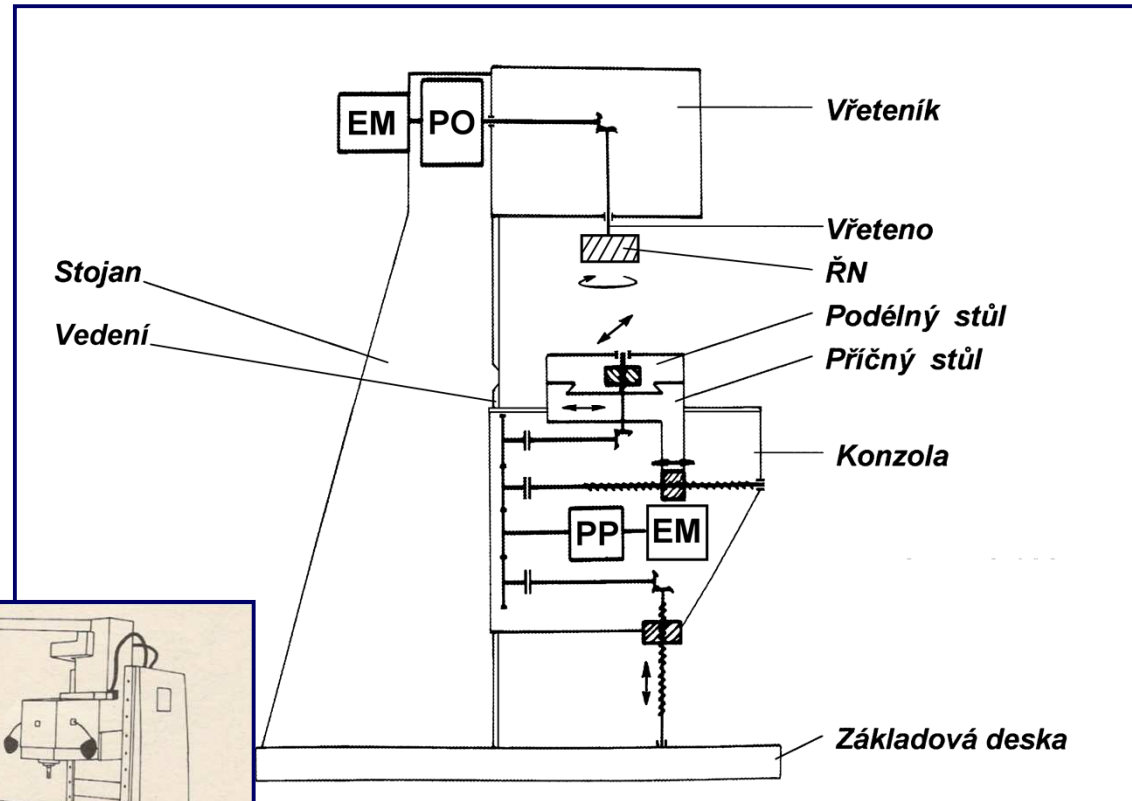 EM
PO
Vřeteník
Vřeteno
ŘN
Stojan
Podélný stůl
Vedení
Příčný stůl
Konzola
PP
EM
Základová deska